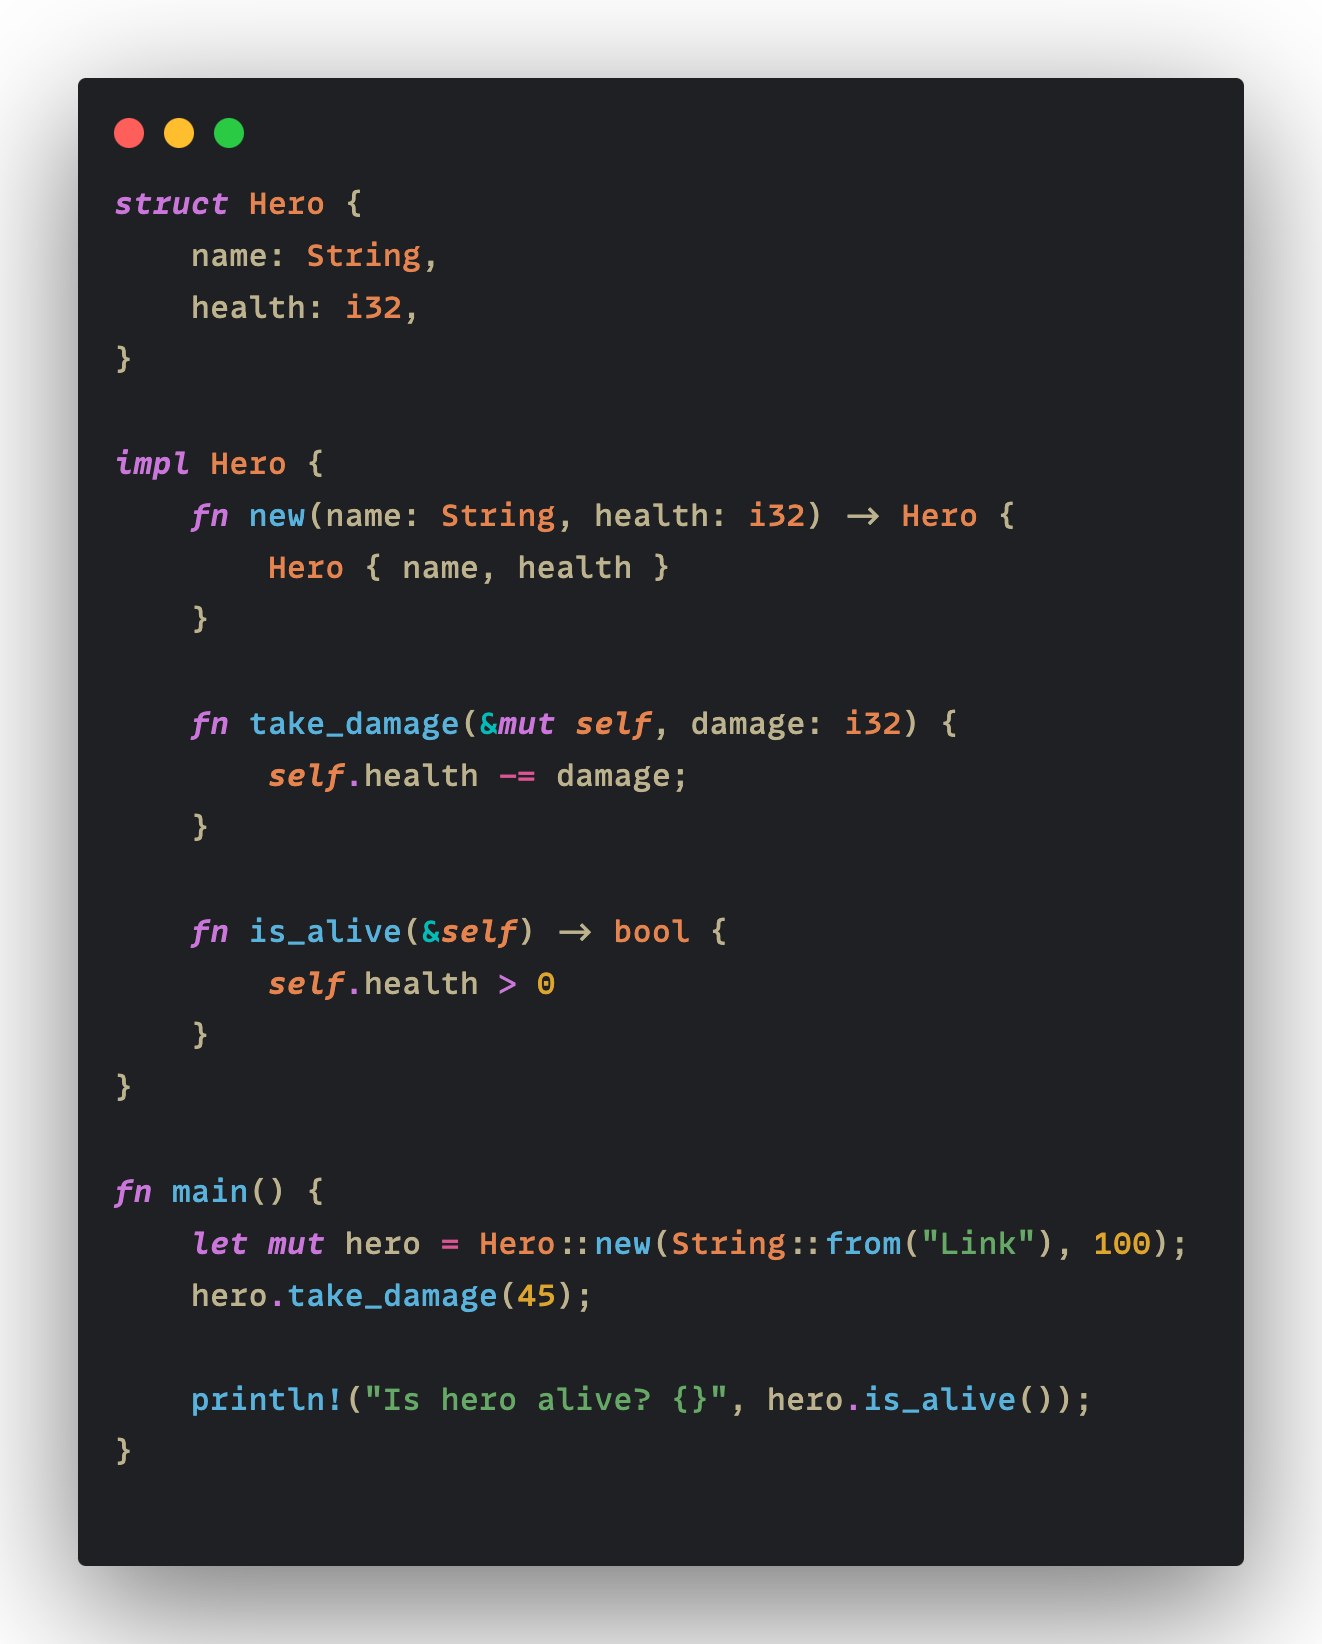 struct Hero {
    name: String,
    health: i32,
}

impl Hero {
    fn new(name: String, health: i32) -> Hero {
        Hero { name, health }
    }

    fn take_damage(&mut self, damage: i32) {
        self.health -= damage;
    }

    fn is_alive(&self) -> bool {
        self.health > 0
    }
}

fn main() {
    let mut hero = Hero::new(String::from("Link"), 100);
    hero.take_damage(45);

    println!("Is hero alive? {}", hero.is_alive());
}